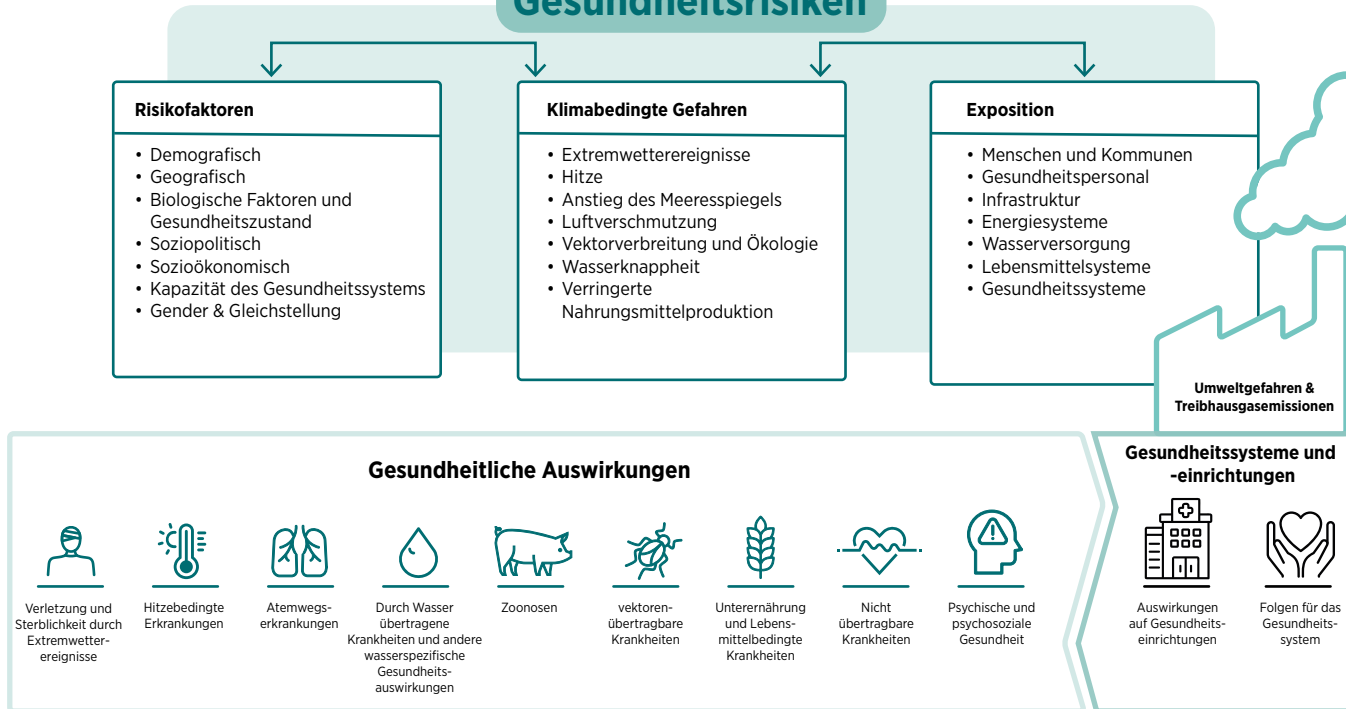 Gesundheitsrisiken
Risikofaktoren
• Demografisch
• Geografisch
• Biologische Faktoren und
Gesundheitszustand
• Soziopolitisch
• Sozioökonomisch
• Kapazität des Gesundheitssystems
• Gender & Gleichstellung
Klimabedingte Gefahren
• Extremwetterereignisse
• Hitze
• Anstieg des Meeresspiegels
• Luftverschmutzung
• Vektorverbreitung und Ökologie
• Wasserknappheit
• Verringerte
Nahrungsmittelproduktion
Exposition
• Menschen und Kommunen
• Gesundheitspersonal
• Infrastruktur
• Energiesysteme
• Wasserversorgung
• Lebensmittelsysteme
• Gesundheitssysteme
Umweltgefahren &
Treibhausgasemissionen
Gesundheitliche Auswirkungen
Verletzung und
Sterblichkeit durch
Extremwetter-
ereignisse
Hitzebedingte
Erkrankungen
Atemwegs-
erkrankungen
Durch Wasser
übertragene
Krankheiten und andere
wasserspezifische
Gesundheits-
auswirkungen
Zoonosen
vektoren-
übertragbare
Krankheiten
Unterernährung
und Lebens-
mittelbedingte
Krankheiten
Nicht
übertragbare
Krankheiten
Psychische und
psychosoziale
Gesundheit
Gesundheitssysteme und
-einrichtungen
Auswirkungen
auf Gesundheits-
einrichtungen
Folgen für das
Gesundheits-
system